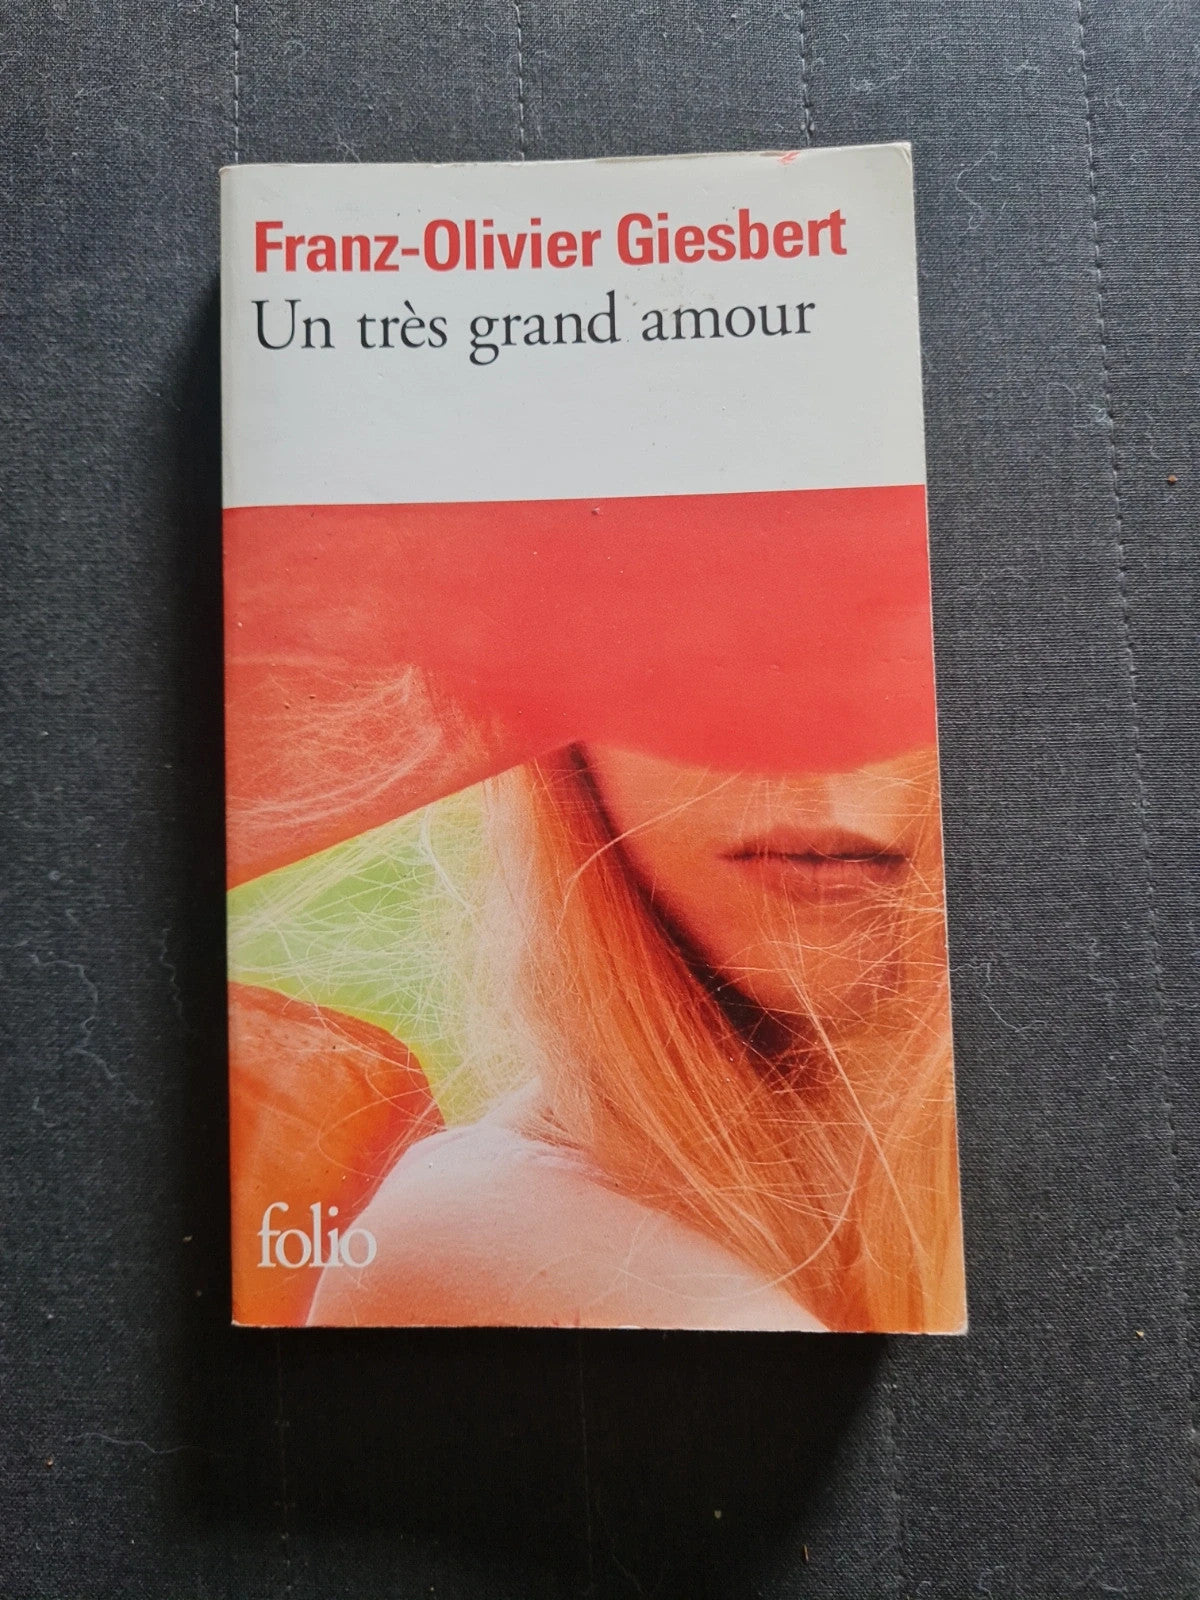 Franz-Olivier Giesbert
Un très grand amour
folio